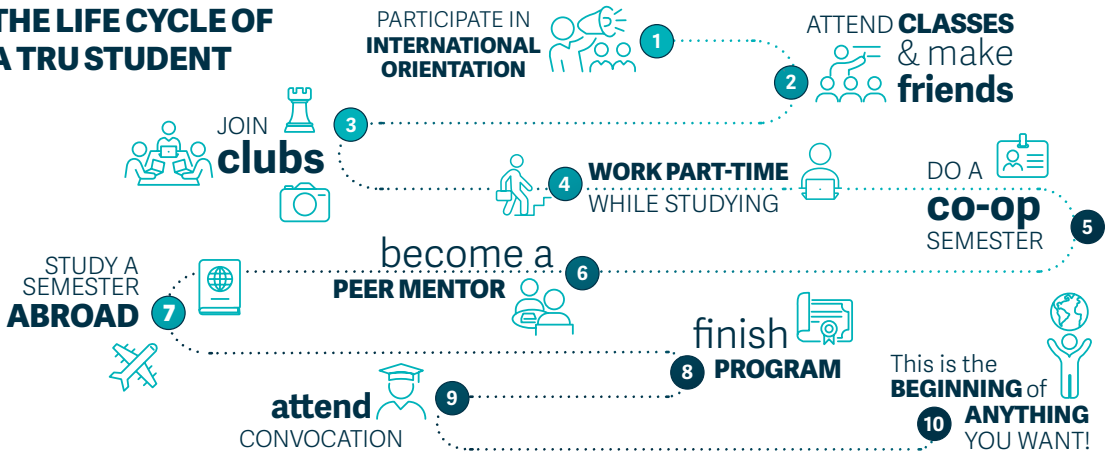 THE LIFE CYCLE OF
A TRU STUDENT
PARTICIPATE IN
INTERNATIONAL
ORIENTATION
1
ATTEND CLASSES
& make
friends
2
JOIN
clubs
3
4
WORK PART-TIME
WHILE STUDYING
DO A
co-op
SEMESTER
5
become a
PEER MENTOR
6
STUDY A
SEMESTER
ABROAD
7
finish
PROGRAM
8
attend
CONVOCATION
9
This is the
BEGINNING of
ANYTHING
YOU WANT!
10